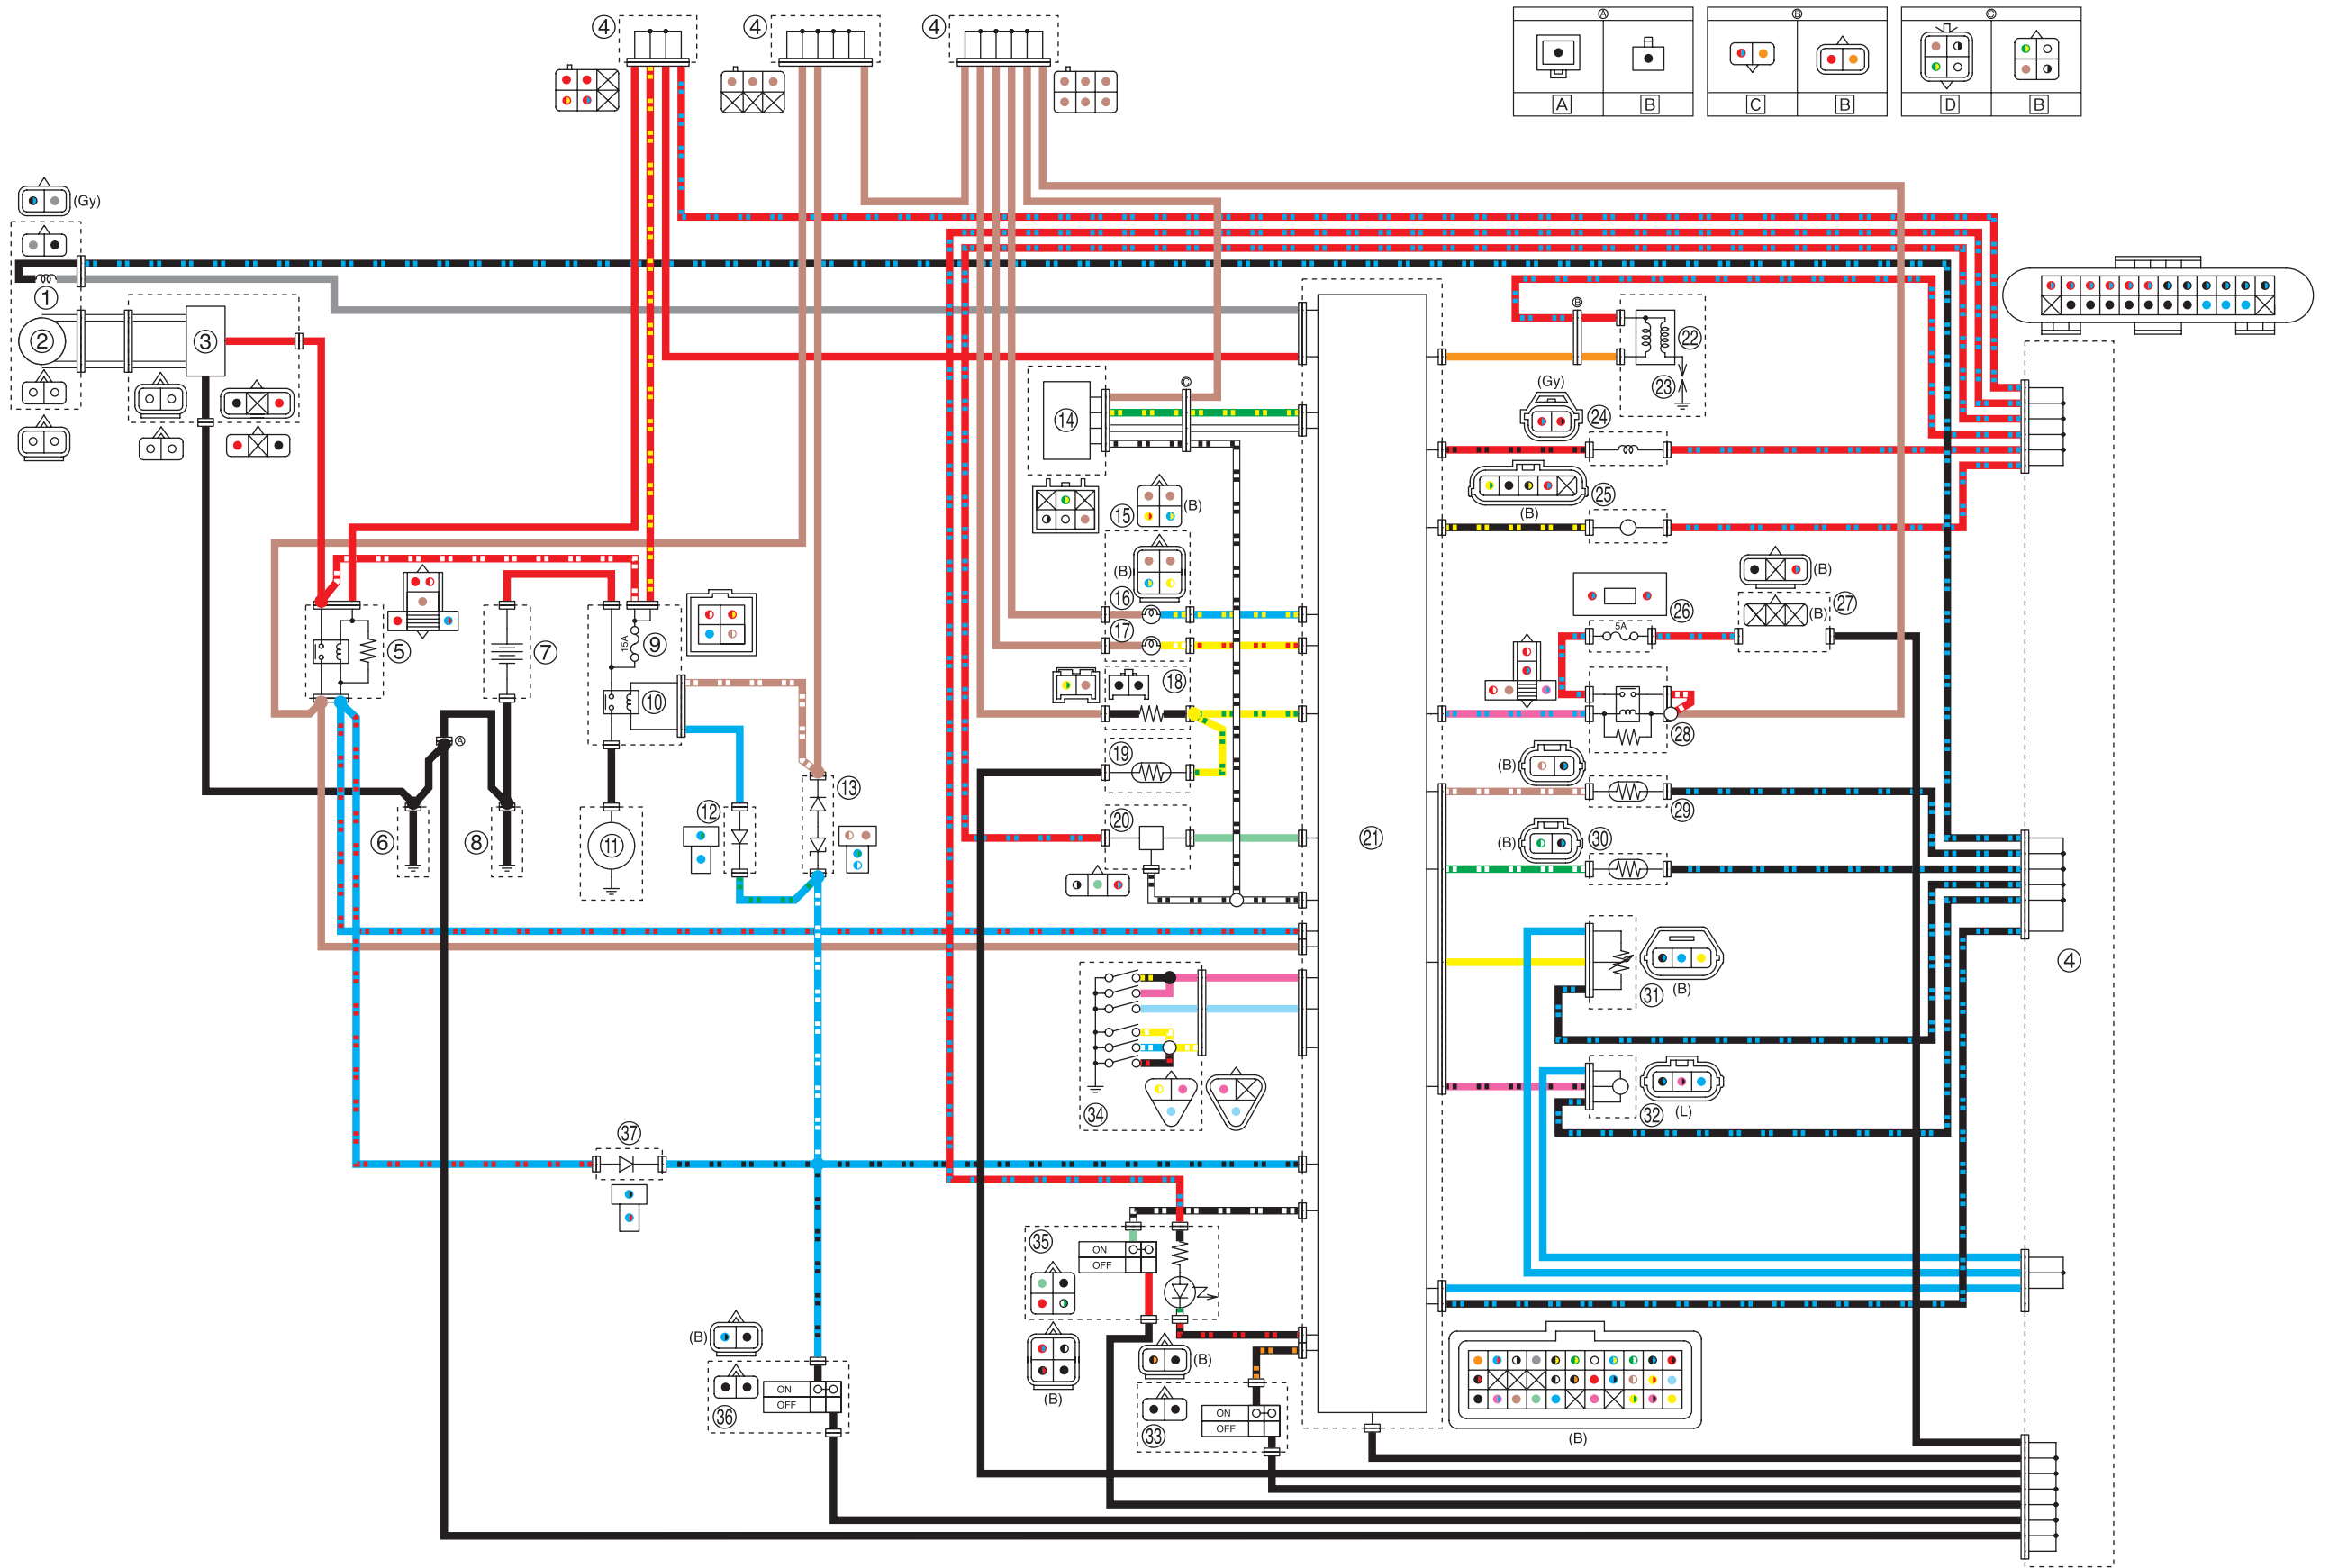 ④ ④ ④
Ⓐ Ⓑ Ⓒ
A B C B D B
(Gy)
①
② ③
Ⓑ
㉒
㉓
(Gy)
㉔
Ⓒ
⑭
㉕
(B)
⑮ (B)
(B)
⑯
⑰
㉖
5A
㉗
(B)
(B)
⑤ ⑦
15A ⑨
⑩
⑱
㉘
Ⓐ
⑲
(B)
㉙
⑬
⑫
⑳
㉑
(B) ㉚
⑥ ⑧ ⑪
④
㉛
(B)
㉞
㉜
(L)
㊲
㉟
ON
OFF
(B)
(B)
(B)
ON
OFF
㊱
㉝
ON
OFF
(B)